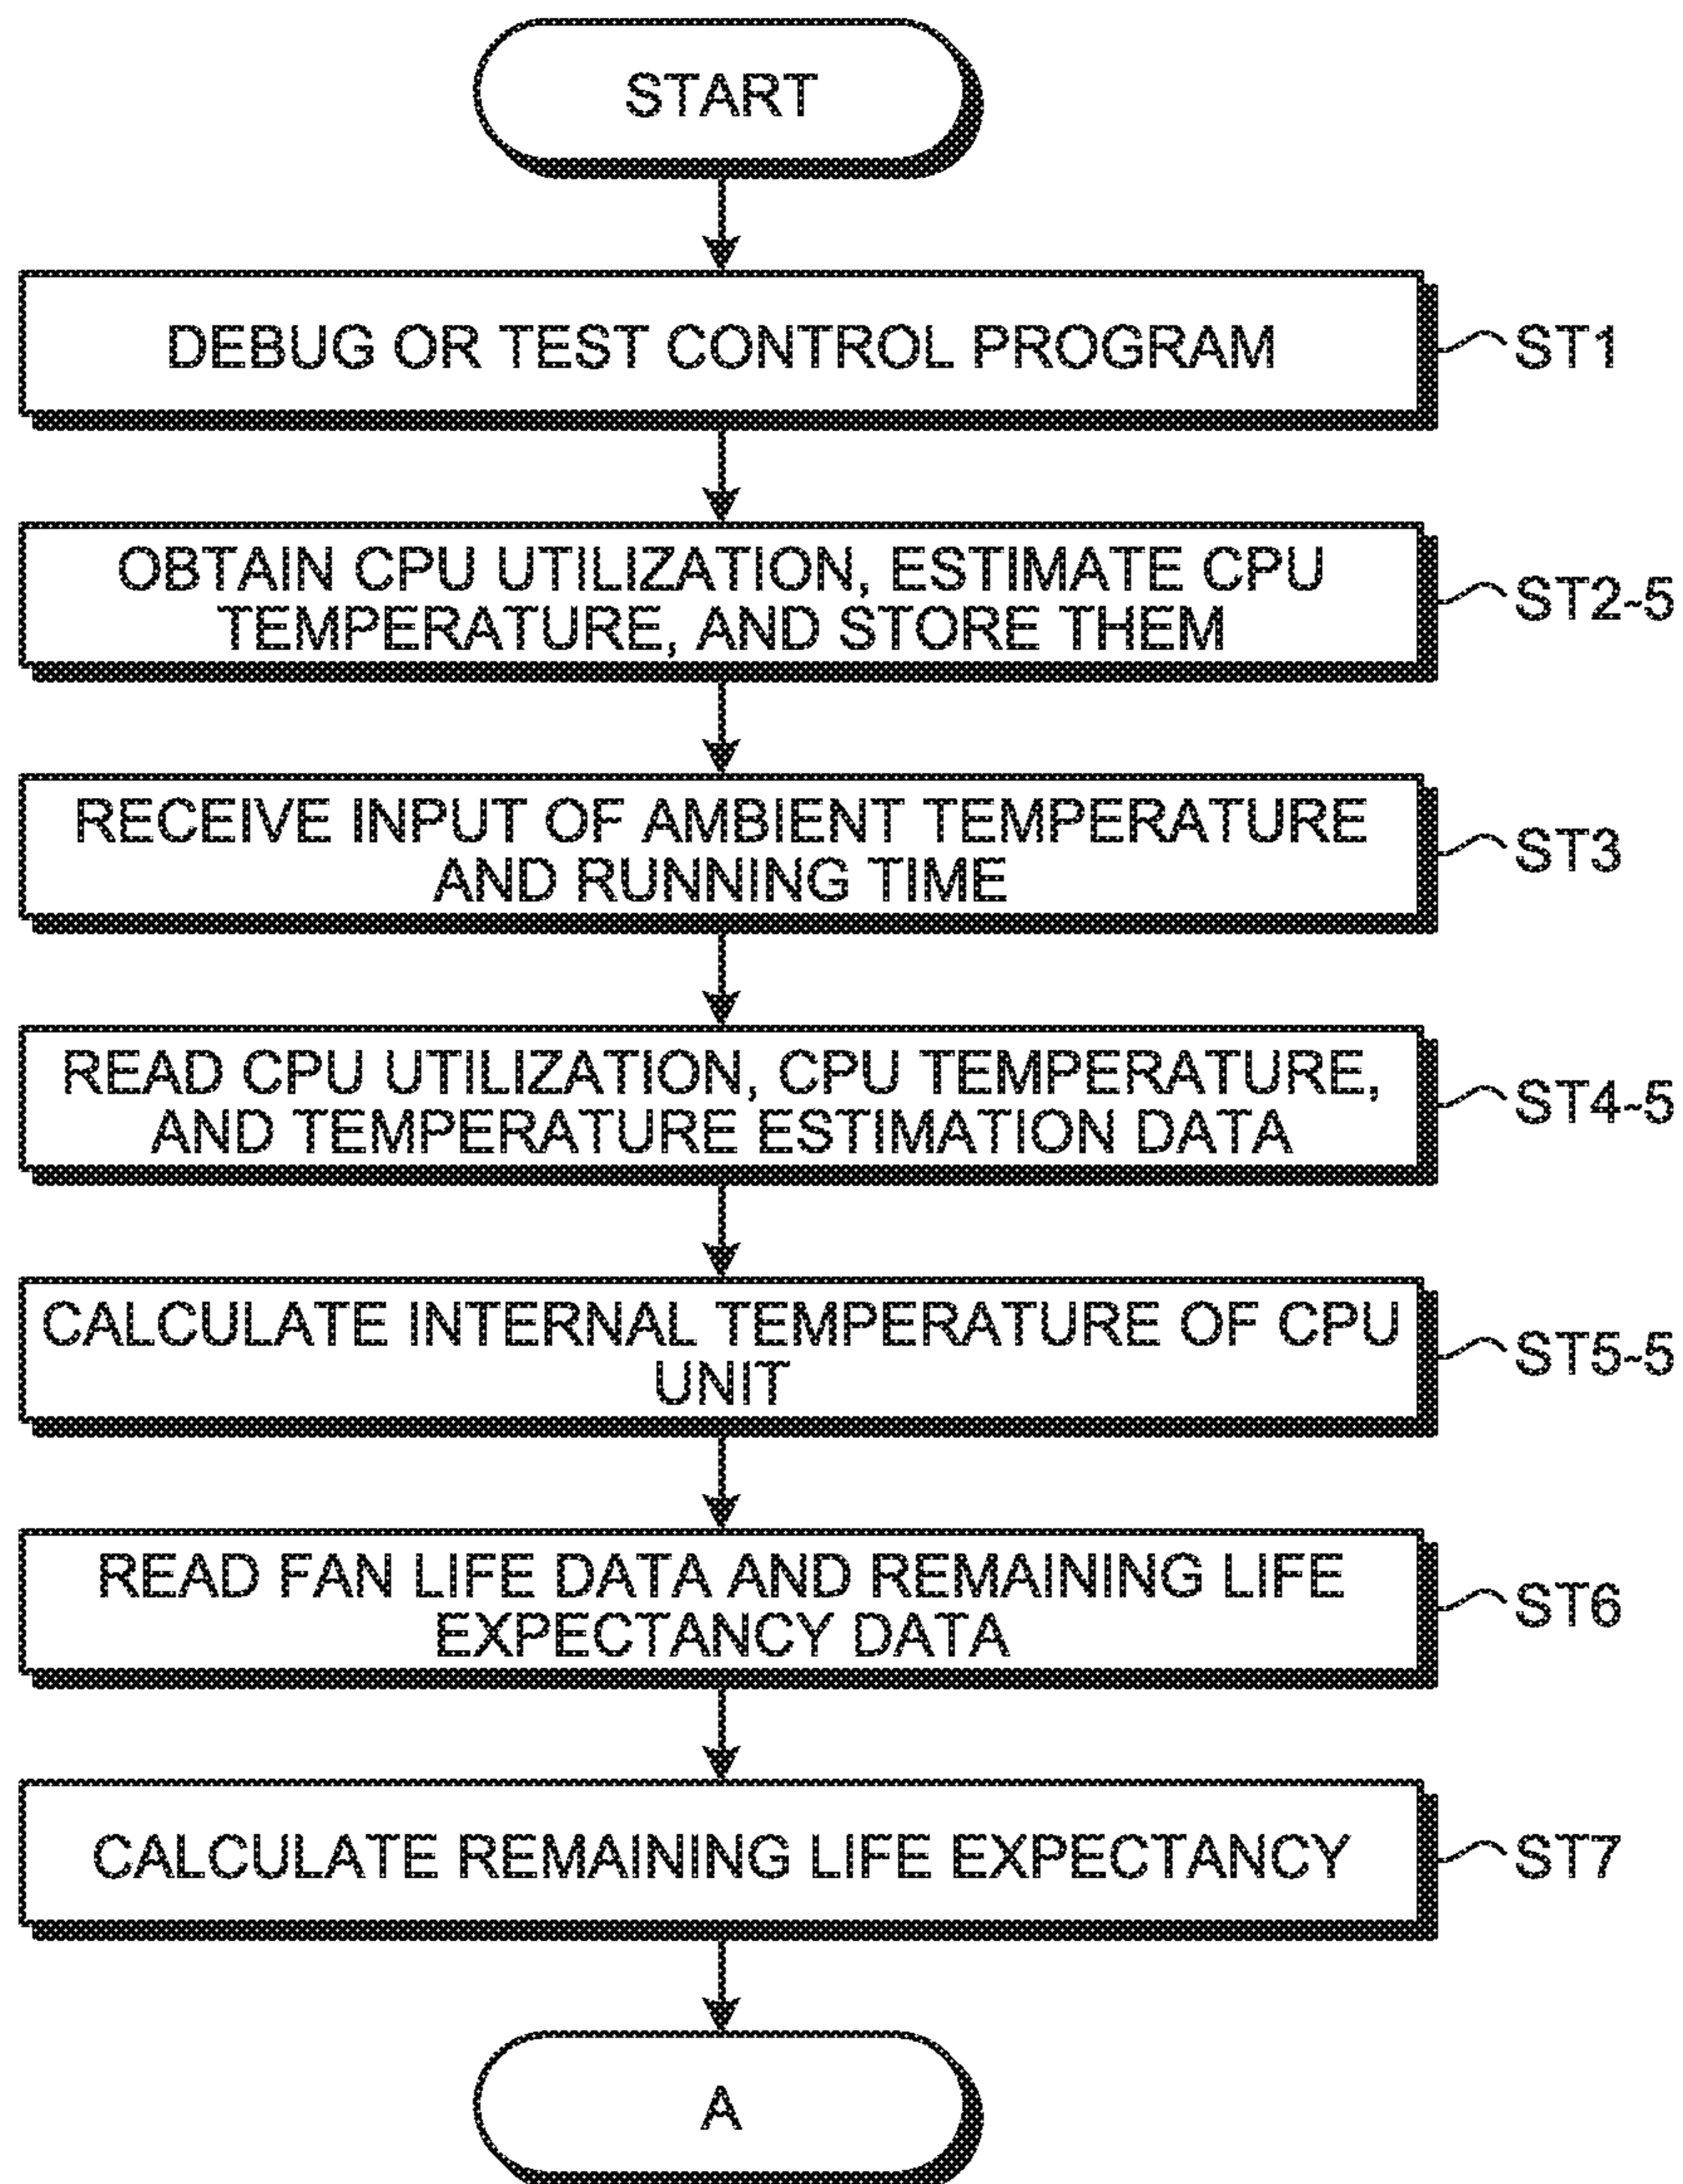 START
DEBUG OR TEST CONTROL PROGRAM
ST1
OBTAIN CPU UTILIZATION, ESTIMATE CPU
TEMPERATURE, AND STORE THEM
ST2-5
RECEIVE INPUT OF AMBIENT TEMPERATURE
AND RUNNING TIME
ST3
READ CPU UTILIZATION, CPU TEMPERATURE,
AND TEMPERATURE ESTIMATION DATA
ST4-5
CALCULATE INTERNAL TEMPERATURE OF CPU
UNIT
ST5-5
READ FAN LIFE DATA AND REMAINING LIFE
EXPECTANCY DATA
ST6
CALCULATE REMAINING LIFE EXPECTANCY
ST7
A